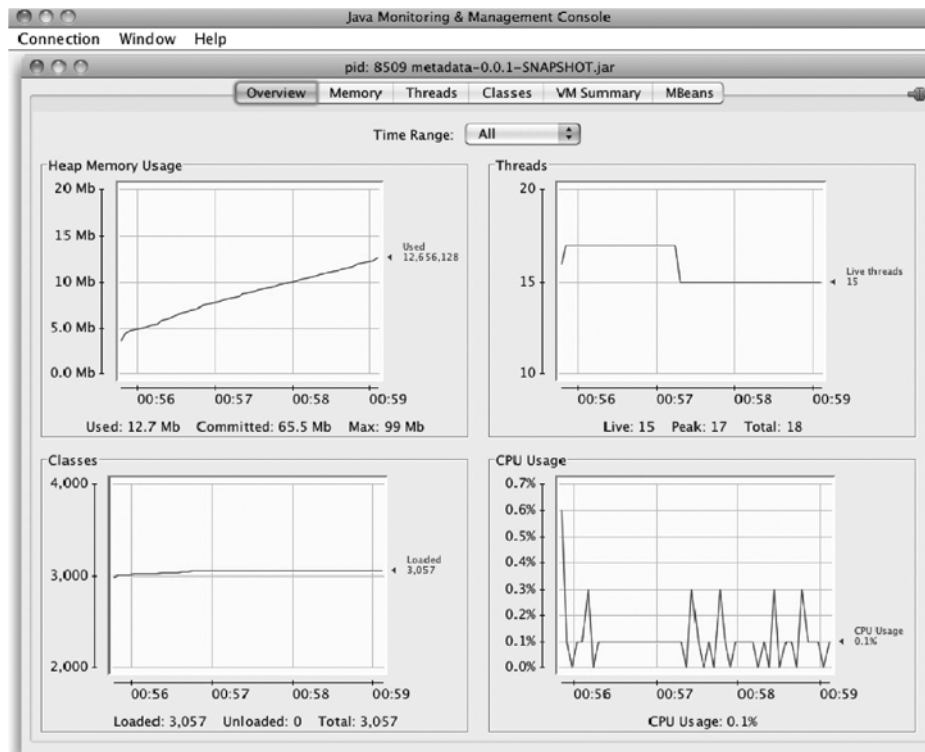 Java Monitoring & Management Console
Connection Window Help
pid: 8509 metadata-0.0.1-SNAPSHOT.jar
Overview Memory Threads Classes VM Summary MBeans
Time Range: All
Heap Memory Usage
20 Mb
15 Mb
10 Mb
5.0 Mb
0.0 Mb
Used
12,656,128
00:56 00:57 00:58 00:59
Used: 12.7 Mb Committed: 65.5 Mb Max: 99 Mb
Threads
20
15
10
Live threads
15
00:56 00:57 00:58 00:59
Live: 15 Peak: 17 Total: 18
Classes
4,000
3,000
2,000
Loaded
3,057
00:56 00:57 00:58 00:59
Loaded: 3,057 Unloaded: 0 Total: 3,057
CPU Usage
0.7%
0.6%
0.5%
0.4%
0.3%
0.2%
0.1%
0.0%
CPU Usage
0.1%
00:56 00:57 00:58 00:59
CPU Usage: 0.1%